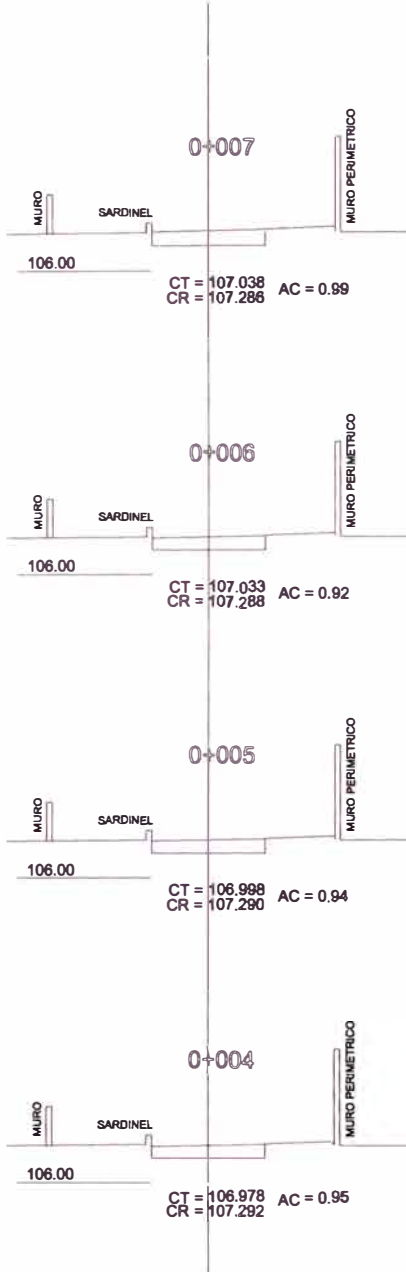 0+007
MURO
SARDINEL
MURO PERIMETRICO
106.00
CT = 107.038
CR = 107.286
AC = 0.99
0+006
MURO
SARDINEL
MURO PERIMETRICO
106.00
CT = 107.033
CR = 107.288
AC = 0.92
0+005
MURO
SARDINEL
MURO PERIMETRICO
106.00
CT = 106.998
CR = 107.290
AC = 0.94
0+004
MURO
SARDINEL
MURO PERIMETRICO
106.00
CT = 106.978
CR = 107.292
AC = 0.95